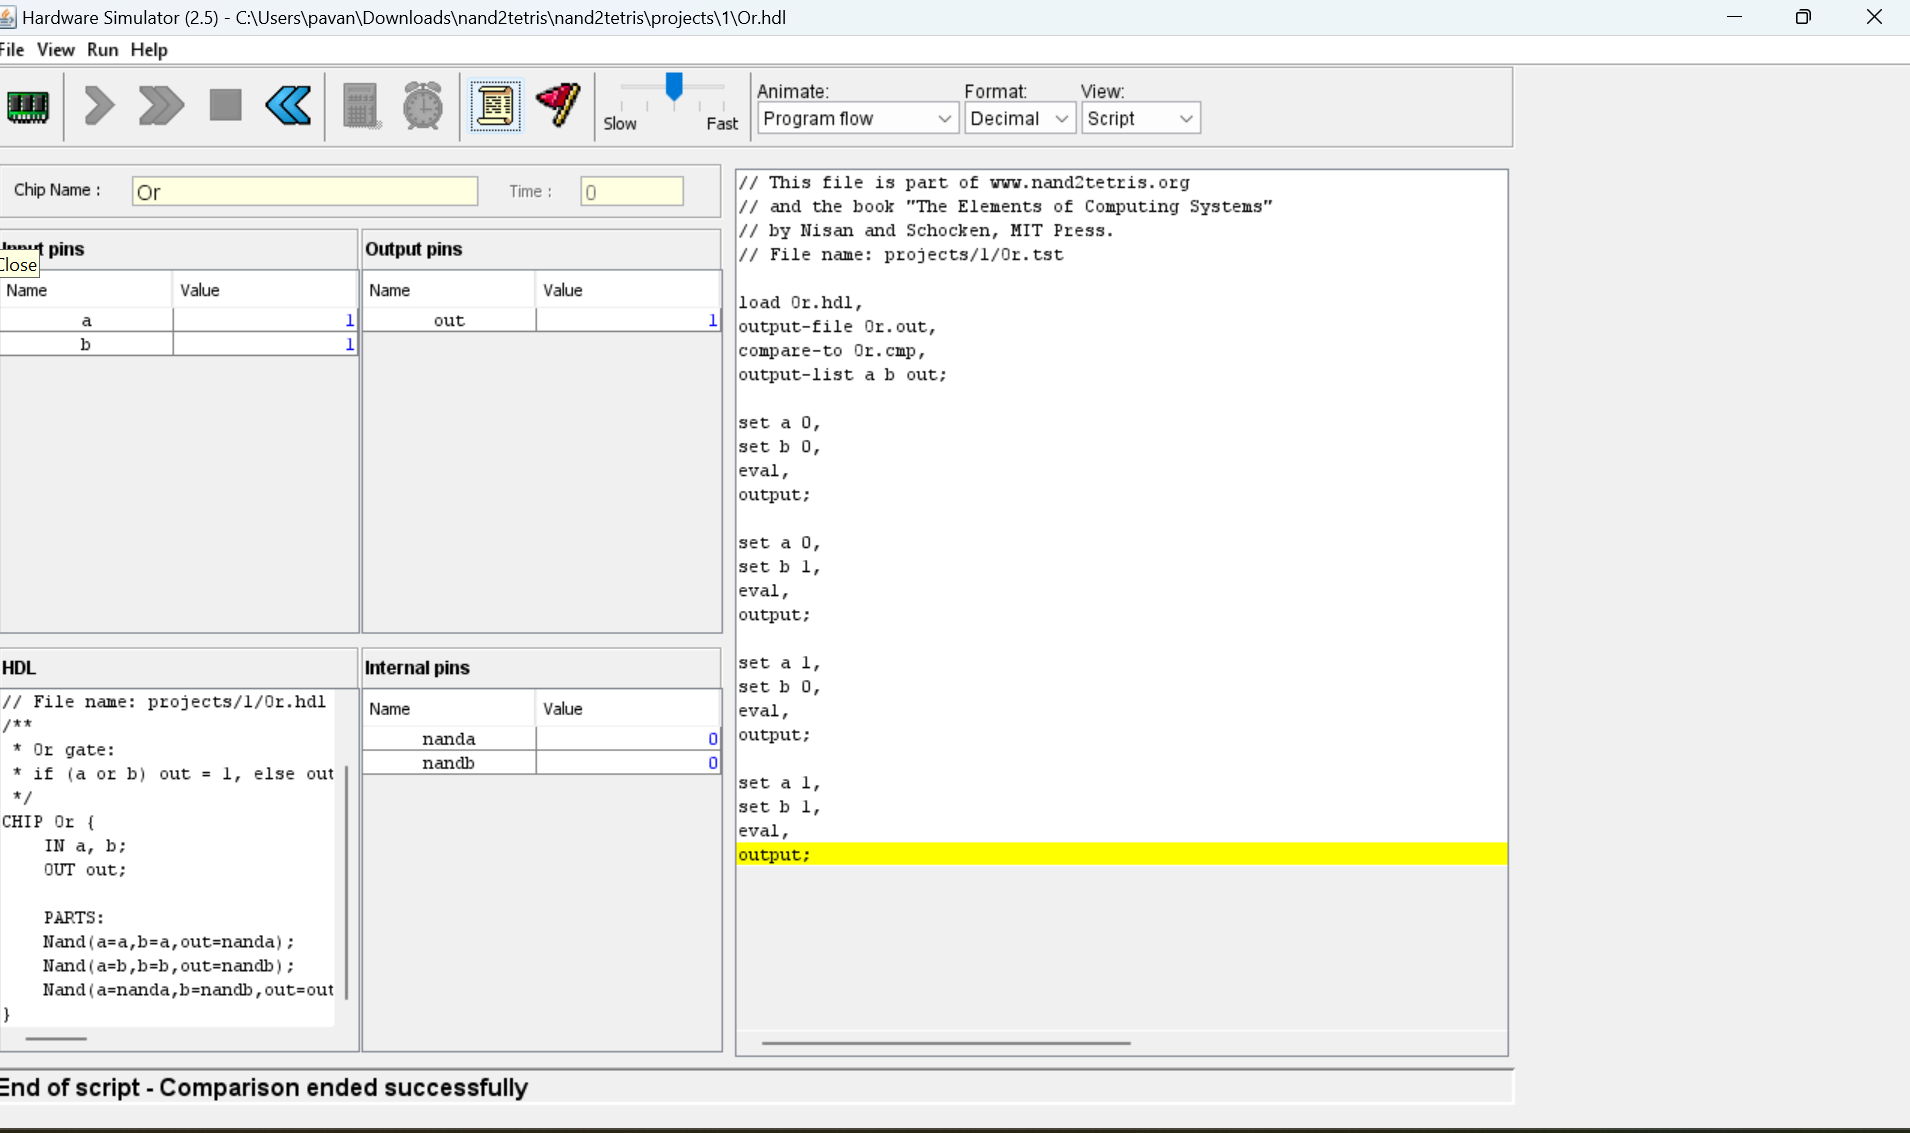 Hardware Simulator (2.5) - C:\Users\pavan\Downloads\nand2tetris\nand2tetris\projects\1\Or.hdl
File View Run Help
Slow Fast
Animate: Format: View:
Program flow Decimal Script
Chip Name : Or Time : 0
Input pins
Close
Name Value
a 1
b 1
Output pins
Name Value
out 1
HDL
// File name: projects/1/Or.hdl
/**
* Or gate:
* if (a or b) out = 1, else out
*/
CHIP Or {
IN a, b;
OUT out;
PARTS:
Nand(a=a,b=a,out=nanda);
Nand(a=b,b=b,out=nandb);
Nand(a=nanda,b=nandb,out=out
}
Internal pins
Name Value
nanda 0
nandb 0
// This file is part of www.nand2tetris.org
// and the book "The Elements of Computing Systems"
// by Nisan and Schocken, MIT Press.
// File name: projects/1/Or.tst
load Or.hdl,
output-file Or.out,
compare-to Or.cmp,
output-list a b out;
set a 0,
set b 0,
eval,
output;
set a 0,
set b 1,
eval,
output;
set a 1,
set b 0,
eval,
output;
set a 1,
set b 1,
eval,
output;
End of script - Comparison ended successfully